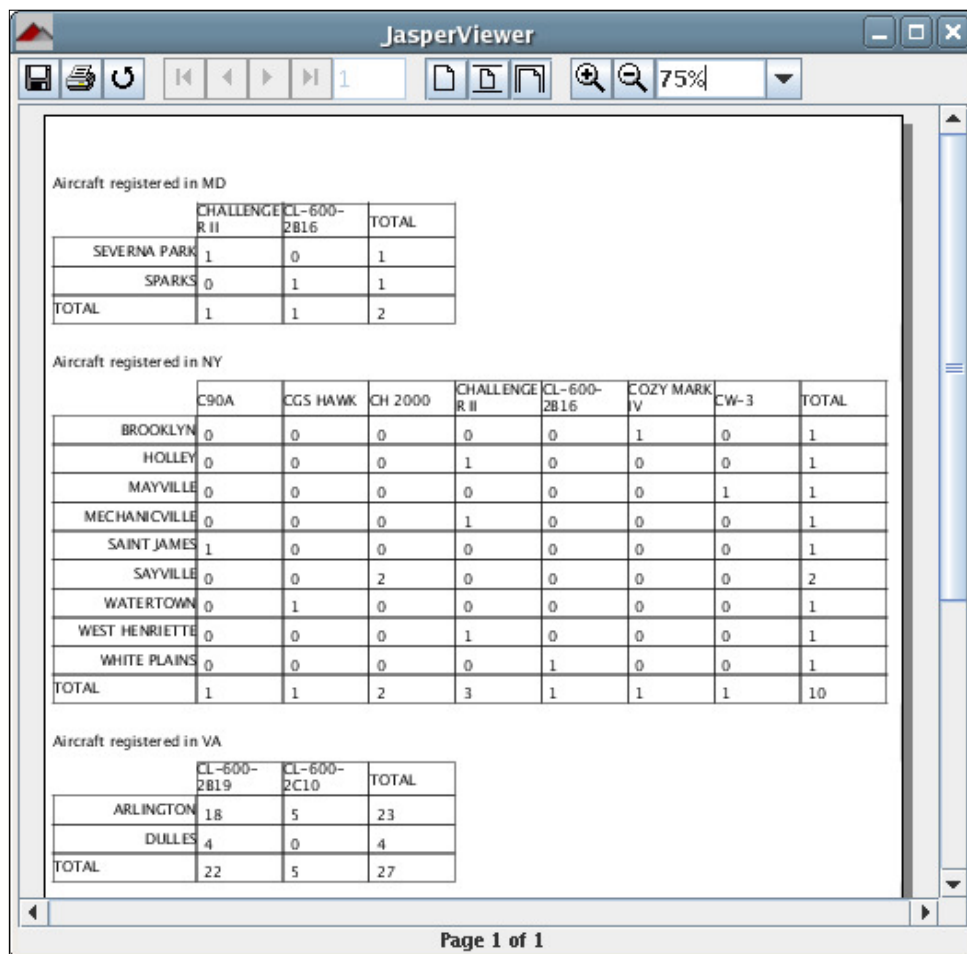 JasperViewer
1 75%
Aircraft registered in MD
CHALLENGE CL-600- TOTAL
R II 2B16
SEVERNA PARK 1 0 1
SPARKS 0 1 1
TOTAL 1 1 2
Aircraft registered in NY
C90A CGS HAWK CH 2000 CHALLENGE CL-600- COZY MARK CW-3 TOTAL
R II 2B16 IV
BROOKLYN 0 0 0 0 0 1 0 1
HOLLEY 0 0 0 1 0 0 0 1
MAYVILLE 0 0 0 0 0 0 1 1
MECHANICVILLE 0 0 0 1 0 0 0 1
SAINT JAMES 1 0 0 0 0 0 0 1
SAYVILLE 0 0 2 0 0 0 0 2
WATERTOWN 0 1 0 0 0 0 0 1
WEST HENRIETTE 0 0 0 1 0 0 0 1
WHITE PLAINS 0 0 0 0 1 0 0 1
TOTAL 1 1 2 3 1 1 1 10
Aircraft registered in VA
CL-600- CL-600- TOTAL
2B19 2C10
ARLINGTON 18 5 23
DULLES 4 0 4
TOTAL 22 5 27
Page 1 of 1